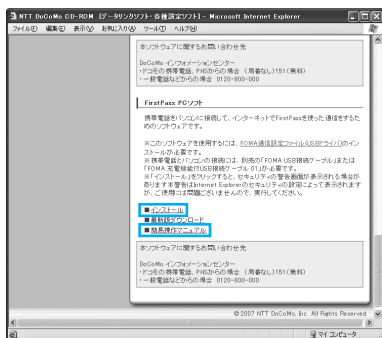 NTT DoCoMo CD-ROM [データリンクソフト・各種設定ソフト] - Microsoft Internet Explorer
ファイル(F) 編集(E) 表示(V) お気に入り(A) ツール(T) ヘルプ(H)
本ソフトウェアに関するお問い合わせ先
DoCoMo インフォメーションセンター
・ドコモの携帯電話、PHSからの場合 (局番なし)151(無料)
・一般電話などからの場合 0120-800-000
FirstPass PCソフト
携帯電話をパソコンに接続して、インターネットでFirstPassを使った通信をするためのソフトウェアです。
※このソフトウェアを使用するには、FOMA通信設定ファイル(USBドライバ)のインストールが必要です。
※携帯電話とパソコンの接続には、別売の「FOMA USB接続ケーブル」または
「FOMA 充電機能付USB接続ケーブル 01」が必要です。
※「インストール」をクリックすると、セキュリティの警告画面が表示される場合が
ありますが本警告はInternet Explorerのセキュリティの設定によって表示されます
が、ご使用には問題ございませんので、実行してください。
■インストール
■最新版ダウンロード
■簡易操作マニュアル
本ソフトウェアに関するお問い合わせ先
DoCoMo インフォメーションセンター
・ドコモの携帯電話、PHSからの場合 (局番なし)151(無料)
・一般電話などからの場合 0120-800-000
© 2007 NTT DoCoMo, Inc. All Rights Reserved.
マイ コンピュータ